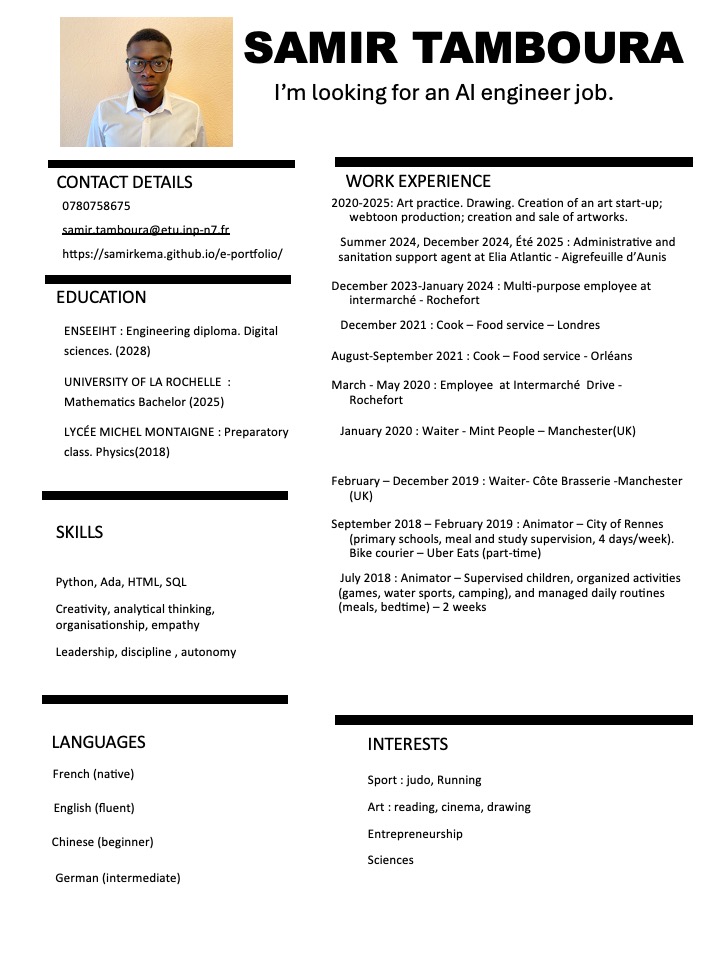 SAMIR TAMBOURA
I’m looking for an AI engineer job.
CONTACT DETAILS
0780758675
samir.tamboura@etu.inp-n7.fr
https://samirkema.github.io/e-portfolio/
EDUCATION
ENSEEIHT : Engineering diploma. Digital
sciences. (2028)
UNIVERSITY OF LA ROCHELLE :
Mathematics Bachelor (2025)
LYCÉE MICHEL MONTAIGNE : Preparatory
class. Physics(2018)
SKILLS
Python, Ada, HTML, SQL
Creativity, analytical thinking,
organisationship, empathy
Leadership, discipline , autonomy
LANGUAGES
French (native)
English (fluent)
Chinese (beginner)
German (intermediate)
WORK EXPERIENCE
2020-2025: Art practice. Drawing. Creation of an art start-up;
webtoon production; creation and sale of artworks.
Summer 2024, December 2024, Été 2025 : Administrative and
sanitation support agent at Elia Atlantic - Aigrefeuille d’Aunis
December 2023-January 2024 : Multi-purpose employee at
intermarché - Rochefort
December 2021 : Cook – Food service – Londres
August-September 2021 : Cook – Food service - Orléans
March - May 2020 : Employee at Intermarché Drive -
Rochefort
January 2020 : Waiter - Mint People – Manchester(UK)
February – December 2019 : Waiter- Côte Brasserie -Manchester
(UK)
September 2018 – February 2019 : Animator – City of Rennes
(primary schools, meal and study supervision, 4 days/week).
Bike courier – Uber Eats (part-time)
July 2018 : Animator – Supervised children, organized activities
(games, water sports, camping), and managed daily routines
(meals, bedtime) – 2 weeks
INTERESTS
Sport : judo, Running
Art : reading, cinema, drawing
Entrepreneurship
Sciences